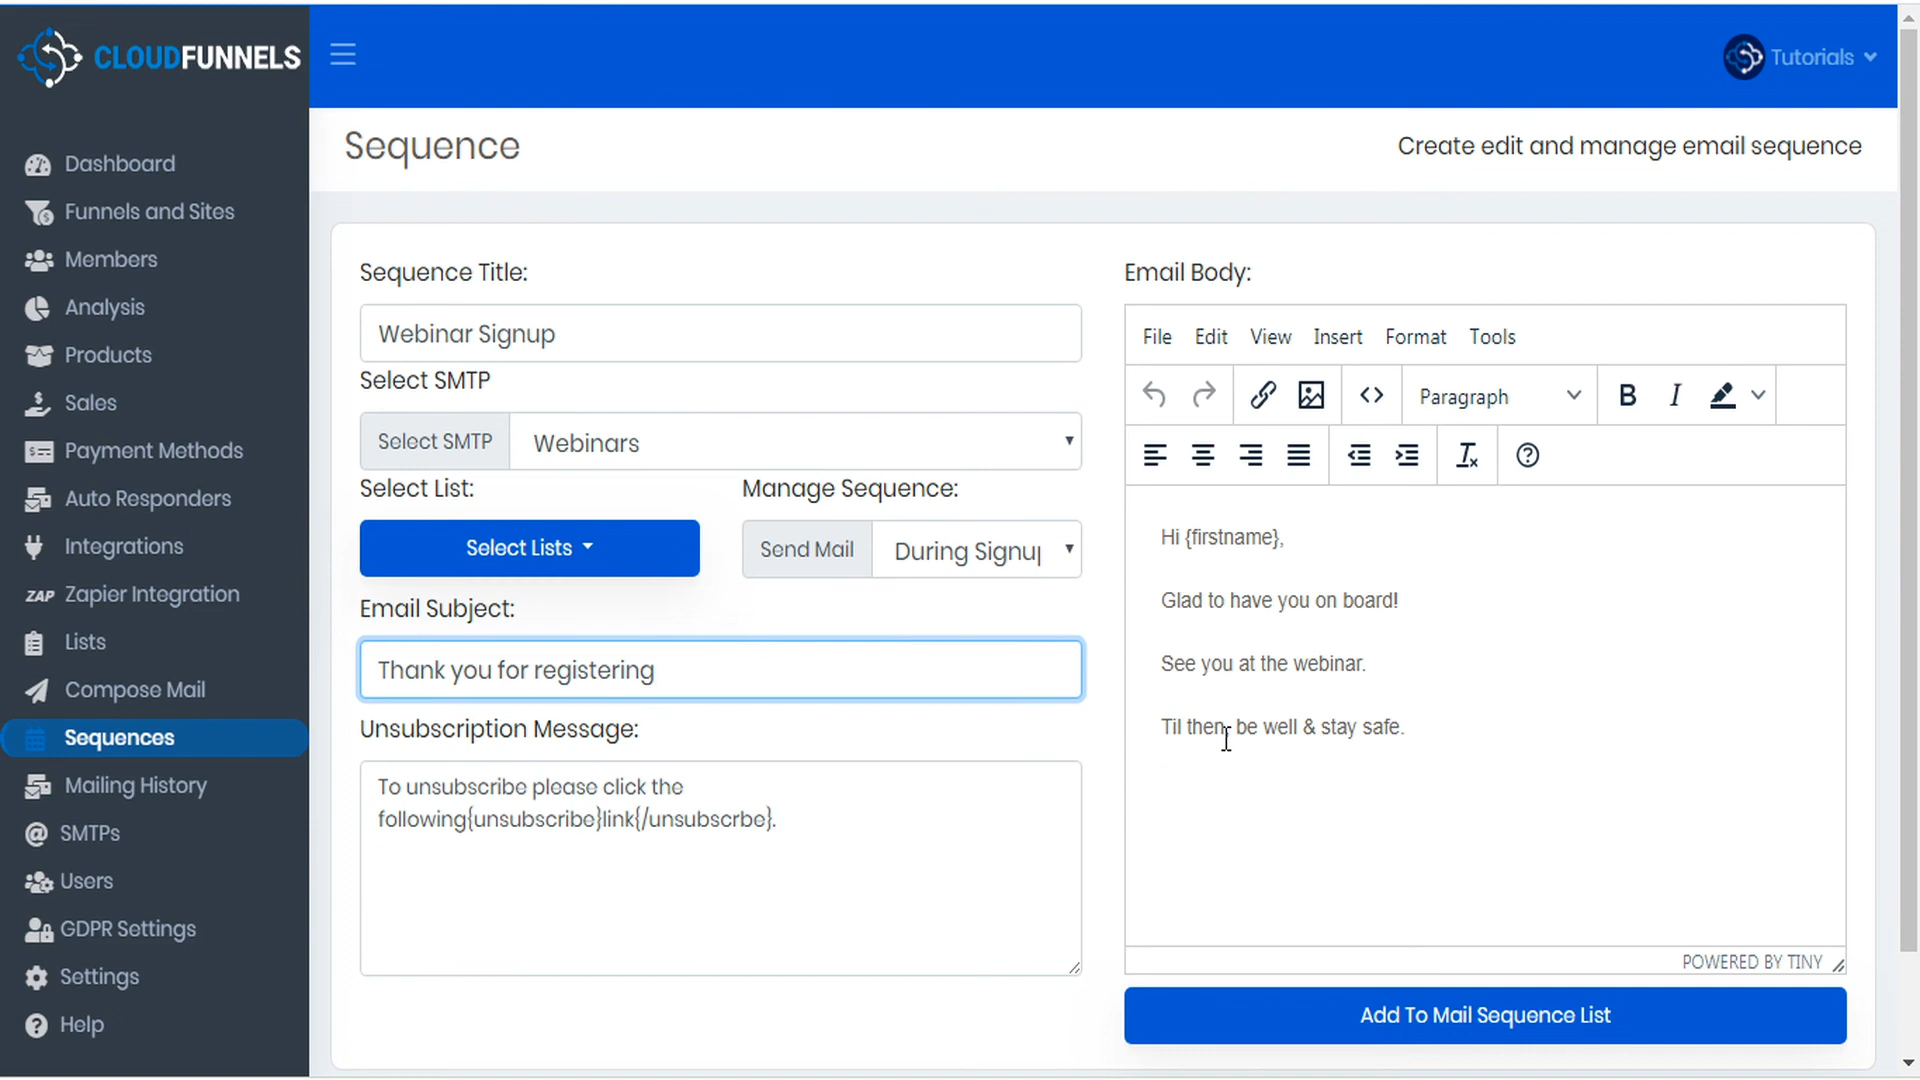 CLOUDFUNNELS
Tutorials
Dashboard
Funnels and Sites
Members
Analysis
Products
Sales
Payment Methods
Auto Responders
Integrations
ZAP Zapier Integration
Lists
Compose Mail
Sequences
Mailing History
SMTPs
Users
GDPR Settings
Settings
Help
Sequence
Create edit and manage email sequence
Sequence Title:
Webinar Signup
Select SMTP
Select SMTP Webinars
Select List:
Manage Sequence:
Select Lists
Send Mail During Signup
Email Subject:
Thank you for registering
Unsubscription Message:
To unsubscribe please click the
following{unsubscribe}link{/unsubscrbe}.
Email Body:
File Edit View Insert Format Tools
Paragraph B I
Hi {firstname},
Glad to have you on board!
See you at the webinar.
Til then, be well & stay safe.
POWERED BY TINY
Add To Mail Sequence List